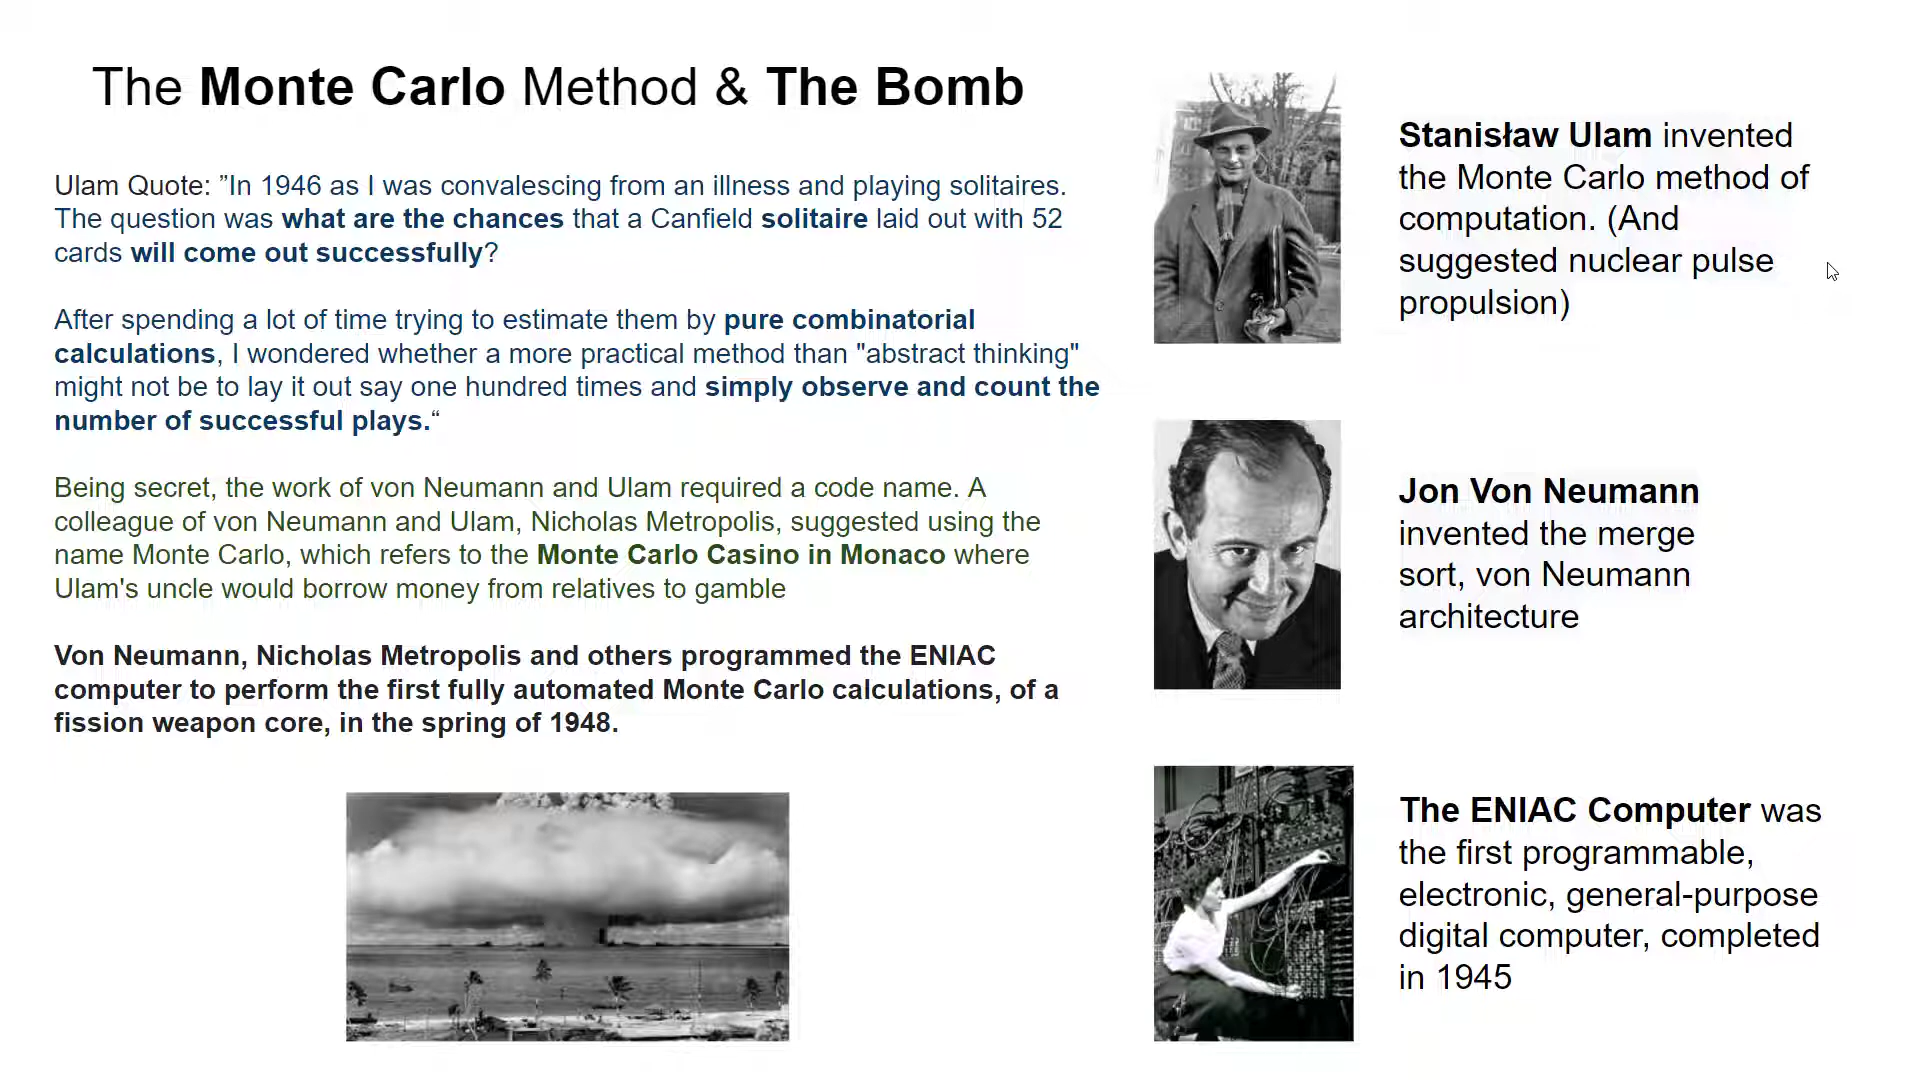 The Monte Carlo Method & The Bomb
Ulam Quote: ”In 1946 as I was convalescing from an illness and playing solitaires.
The question was what are the chances that a Canfield solitaire laid out with 52
cards will come out successfully?
After spending a lot of time trying to estimate them by pure combinatorial
calculations, I wondered whether a more practical method than "abstract thinking"
might not be to lay it out say one hundred times and simply observe and count the
number of successful plays.“
Being secret, the work of von Neumann and Ulam required a code name. A
colleague of von Neumann and Ulam, Nicholas Metropolis, suggested using the
name Monte Carlo, which refers to the Monte Carlo Casino in Monaco where
Ulam's uncle would borrow money from relatives to gamble
Von Neumann, Nicholas Metropolis and others programmed the ENIAC
computer to perform the first fully automated Monte Carlo calculations, of a
fission weapon core, in the spring of 1948.
Stanisław Ulam invented
the Monte Carlo method of
computation. (And
suggested nuclear pulse
propulsion)
Jon Von Neumann
invented the merge
sort, von Neumann
architecture
The ENIAC Computer was
the first programmable,
electronic, general-purpose
digital computer, completed
in 1945